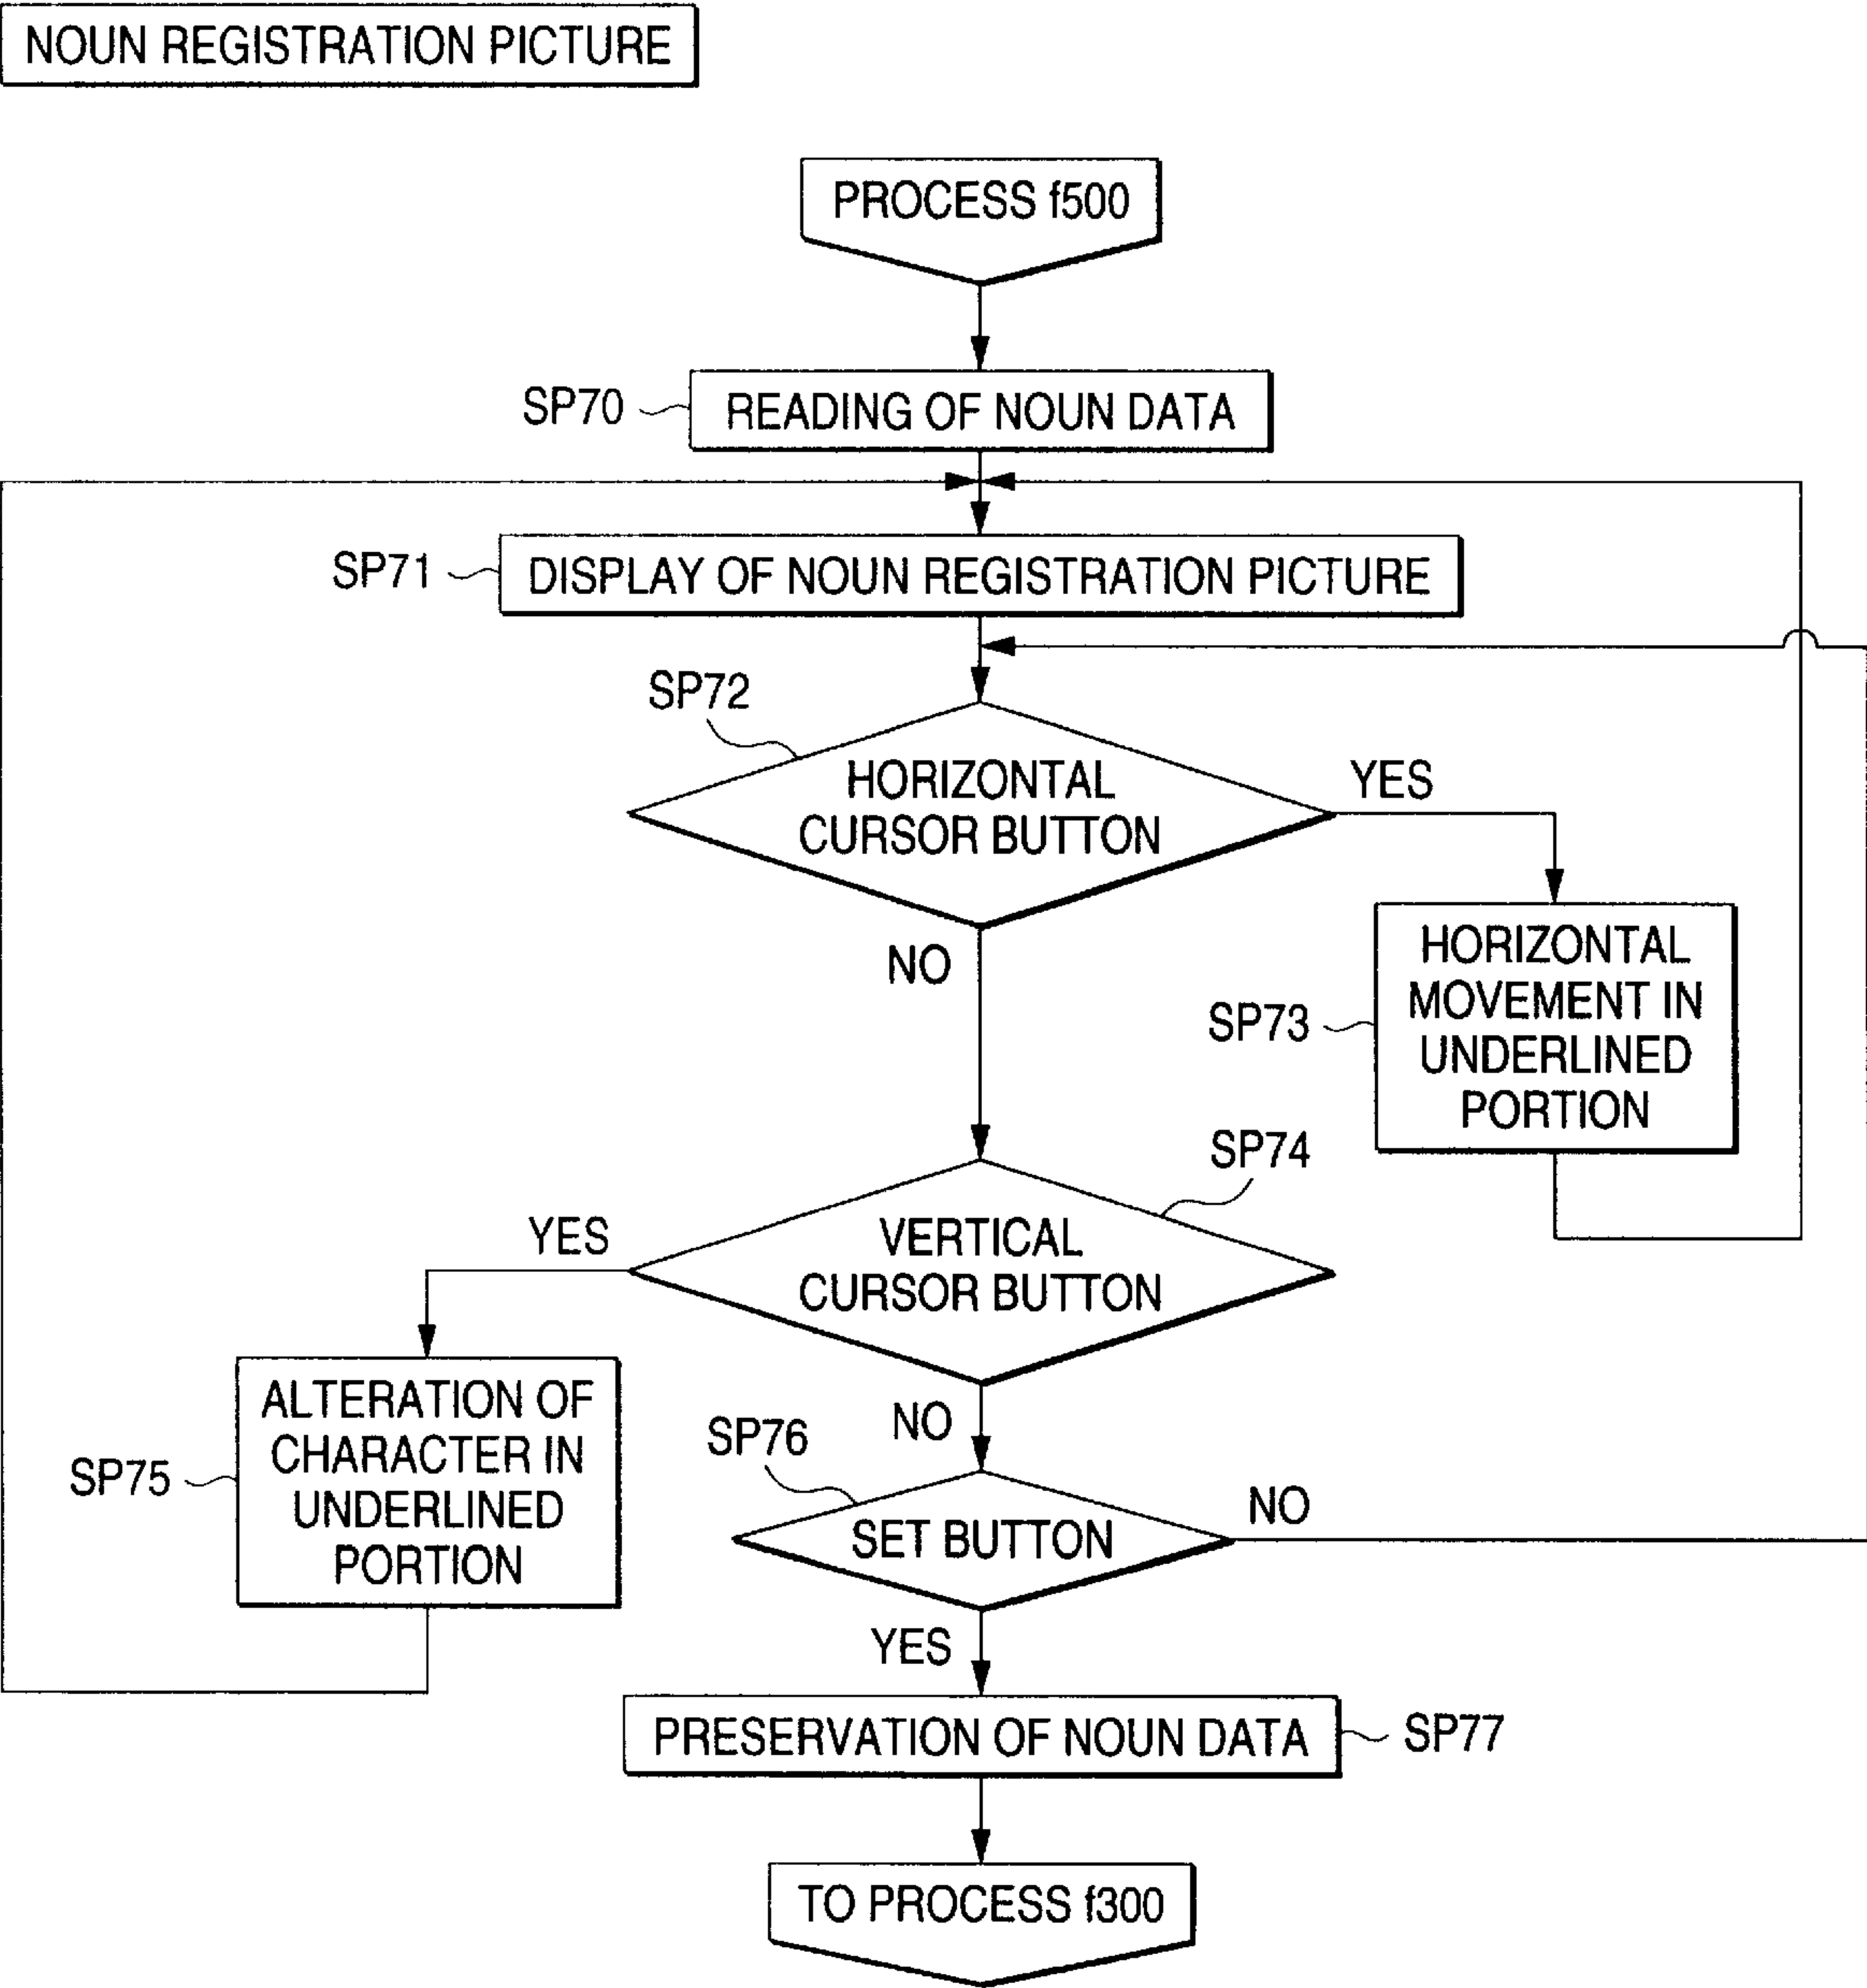 NOUN REGISTRATION PICTURE
PROCESS f500
SP70
READING OF NOUN DATA
SP71
DISPLAY OF NOUN REGISTRATION PICTURE
SP72
HORIZONTAL
CURSOR BUTTON
YES
NO
SP73
HORIZONTAL
MOVEMENT IN
UNDERLINED
PORTION
SP74
YES
VERTICAL
CURSOR BUTTON
NO
SP75
ALTERATION OF
CHARACTER IN
UNDERLINED
PORTION
SP76
SET BUTTON
NO
YES
PRESERVATION OF NOUN DATA
SP77
TO PROCESS f300